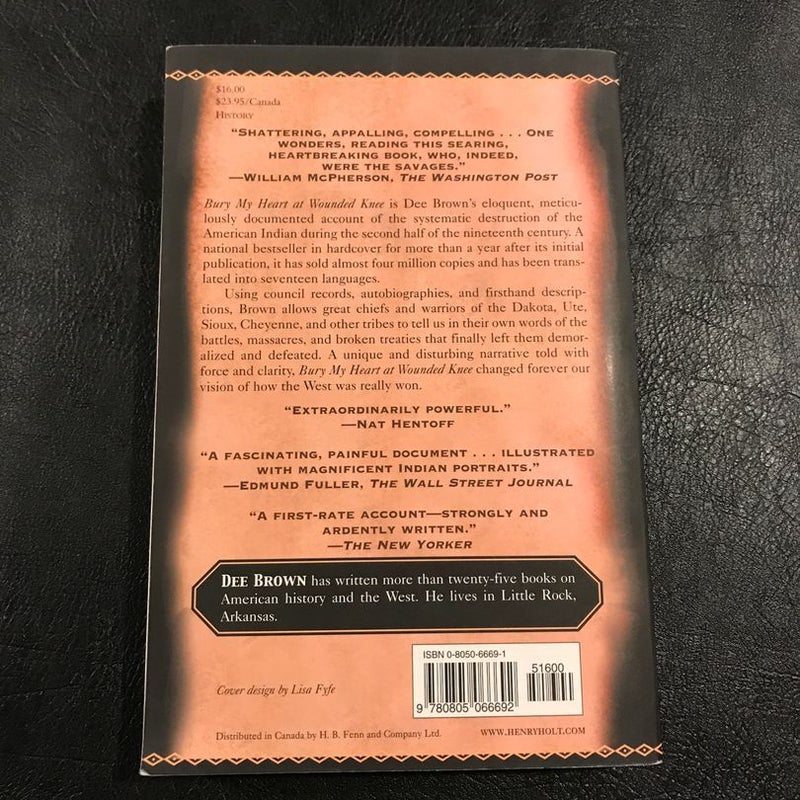 $16.00
$23.95/Canada
History
“Shattering, appalling, compelling . . . One
wonders, reading this searing,
heartbreaking book, who, indeed,
were the savages.”
—William McPherson, The Washington Post
Bury My Heart at Wounded Knee is Dee Brown's eloquent, meticu-
lously documented account of the systematic destruction of the
American Indian during the second half of the nineteenth century. A
national bestseller in hardcover for more than a year after its initial
publication, it has sold almost four million copies and has been trans-
lated into seventeen languages.
Using council records, autobiographies, and firsthand descrip-
tions, Brown allows great chiefs and warriors of the Dakota, Ute,
Sioux, Cheyenne, and other tribes to tell us in their own words of the
battles, massacres, and broken treaties that finally left them demor-
alized and defeated. A unique and disturbing narrative told with
force and clarity, Bury My Heart at Wounded Knee changed forever our
vision of how the West was really won.
“Extraordinarily powerful.”
—Nat Hentoff
“A fascinating, painful document . . . illustrated
with magnificent Indian portraits.”
—Edmund Fuller, The Wall Street Journal
“A first-rate account—strongly and
ardently written.”
—The New Yorker
Dee Brown has written more than twenty-five books on
American history and the West. He lives in Little Rock,
Arkansas.
ISBN 0-8050-6669-1
51600
9 780805 066692
Cover design by Lisa Fyfe
Distributed in Canada by H. B. Fenn and Company Ltd.
www.henryholt.com